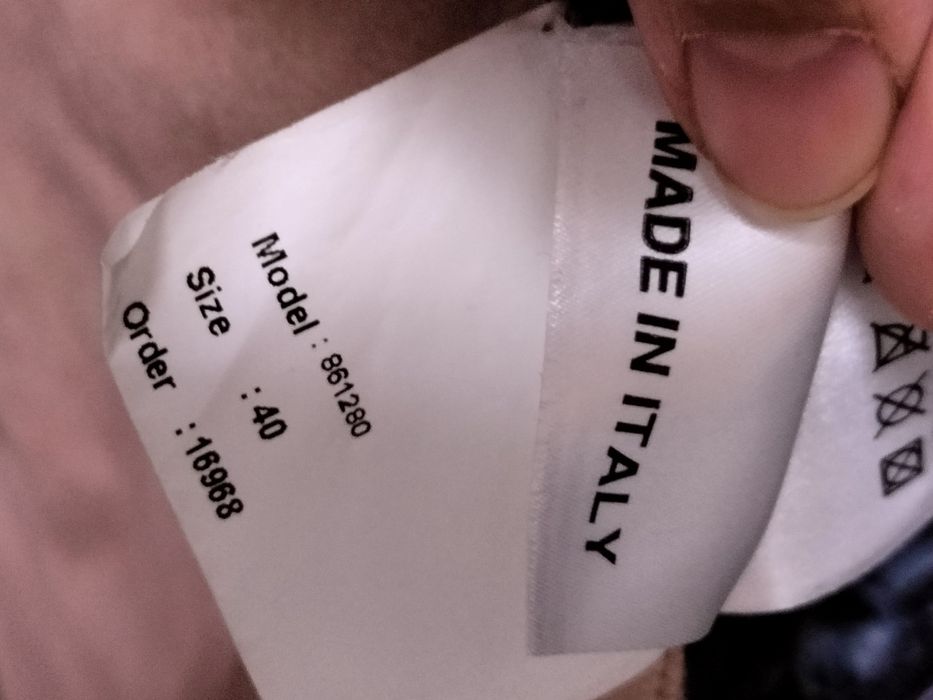 Model : 861280
Size : 40
Order : 16968
MADE IN ITALY